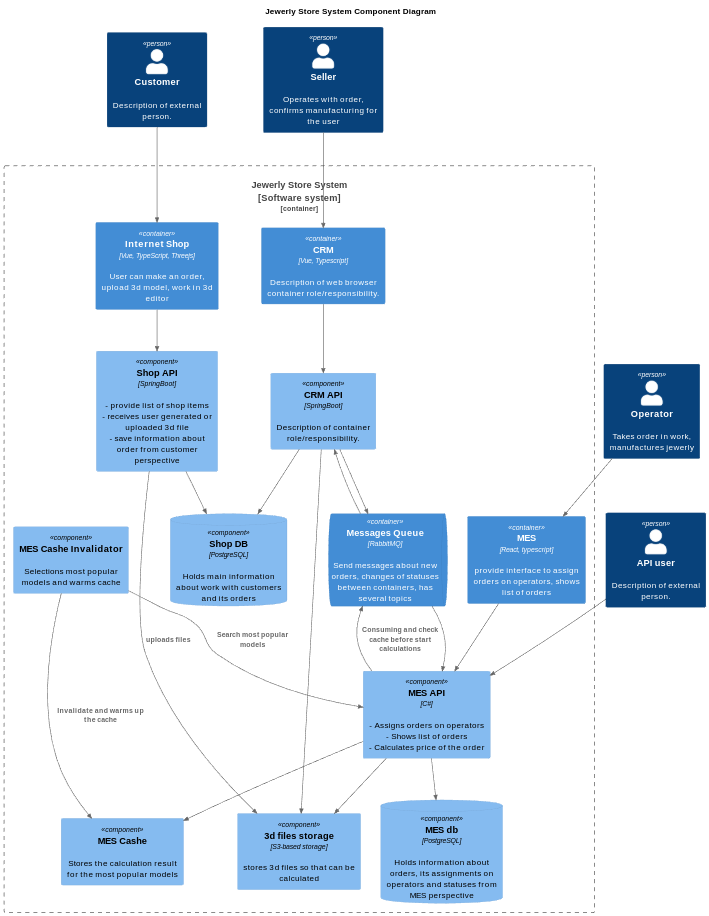 Jewerly Store System Component Diagram
«person»
Customer
Description of external
person.
«person»
Seller
Operates with order,
confirms manufacturing for
the user
Jewerly Store System
[Software system]
[container]
«container»
Internet Shop
[Vue, TypeScript, Threejs]
User can make an order,
upload 3d model, work in 3d
editor
«container»
CRM
[Vue, Typescript]
Description of web browser
container role/responsibility.
«component»
Shop API
[SpringBoot]
- provide list of shop items
- receives user generated or
uploaded 3d file
- save information about
order from customer
perspective
«component»
CRM API
[SpringBoot]
Description of container
role/responsibility.
«person»
Operator
Takes order in work,
manufactures jewerly
«component»
MES Cashe Invalidator
Selections most popular
models and warms cache
«component»
Shop DB
[PostgreSQL]
Holds main information
about work with customers
and its orders
«container»
Messages Queue
[RabbitMQ]
Send messages about new
orders, changes of statuses
between containers, has
several topics
«container»
MES
[React, typescript]
provide interface to assign
orders on operators, shows
list of orders
«person»
API user
Description of external
person.
uploads files
Search most popular
models
Consuming and check
cache before start
calculations
Invalidate and warms up
the cache
«component»
MES API
[C#]
- Assigns orders on operators
- Shows list of orders
- Calculates price of the order
«component»
MES Cashe
Stores the calculation result
for the most popular models
«component»
3d files storage
[S3-based storage]
stores 3d files so that can be
calculated
«component»
MES db
[PostgreSQL]
Holds information about
orders, its assignments on
operators and statuses from
MES perspective